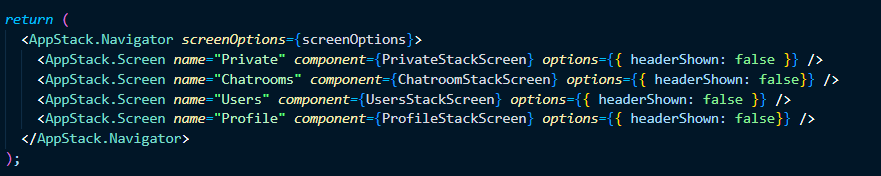 return (
<AppStack.Navigator screenOptions={screenOptions}>
<AppStack.Screen name="Private" component={PrivateStackScreen} options={{ headerShown: false }} />
<AppStack.Screen name="Chatrooms" component={ChatroomStackScreen} options={{ headerShown: false}} />
<AppStack.Screen name="Users" component={UsersStackScreen} options={{ headerShown: false }} />
<AppStack.Screen name="Profile" component={ProfileStackScreen} options={{ headerShown: false}} />
</AppStack.Navigator>
);